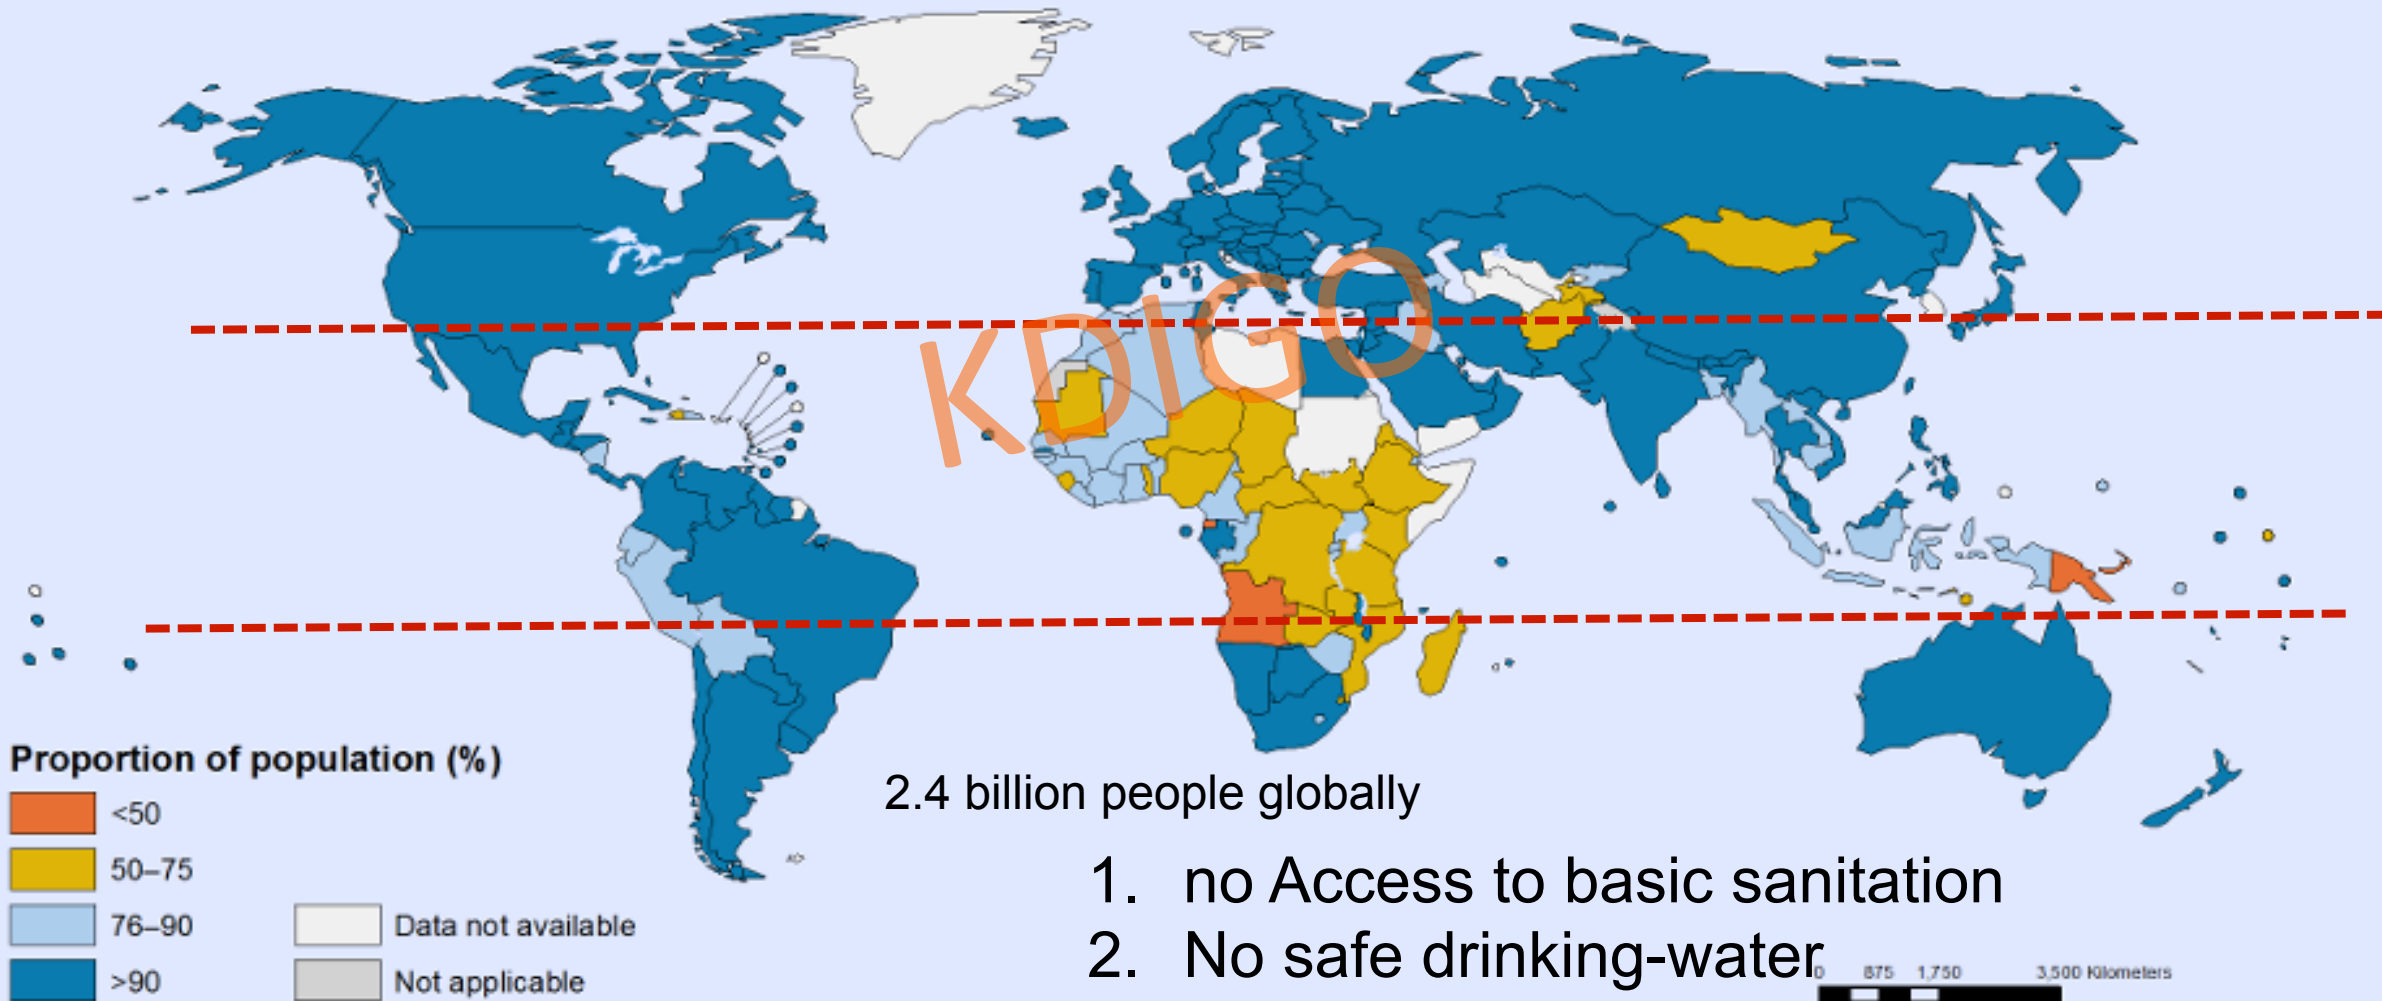 KDIGO
Proportion of population (%)
<50
50–75
76–90
>90
Data not available
Not applicable
2.4 billion people globally
1. no Access to basic sanitation
2. No safe drinking-water
0 875 1,750 3,500 Kilometers